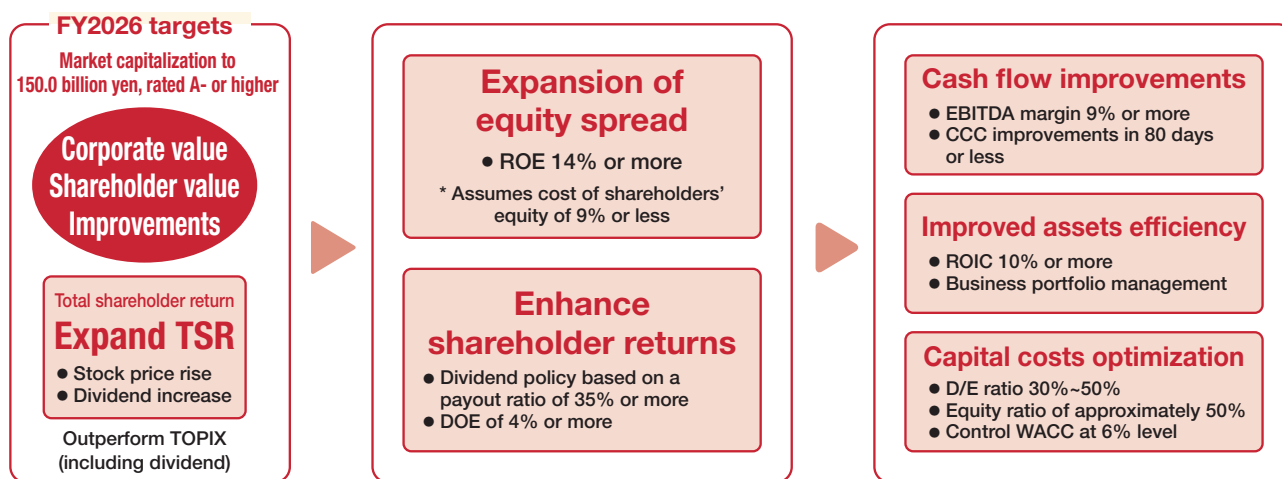 FY2026 targets
Market capitalization to
150.0 billion yen, rated A- or higher
Corporate value
Shareholder value
Improvements
Total shareholder return
Expand TSR
● Stock price rise
● Dividend increase
Outperform TOPIX
(including dividend)
Expansion of
equity spread
● ROE 14% or more
* Assumes cost of shareholders’
equity of 9% or less
Enhance
shareholder returns
● Dividend policy based on a
payout ratio of 35% or more
● DOE of 4% or more
Cash flow improvements
● EBITDA margin 9% or more
● CCC improvements in 80 days
or less
Improved assets efficiency
● ROIC 10% or more
● Business portfolio management
Capital costs optimization
● D/E ratio 30%~50%
● Equity ratio of approximately 50%
● Control WACC at 6% level